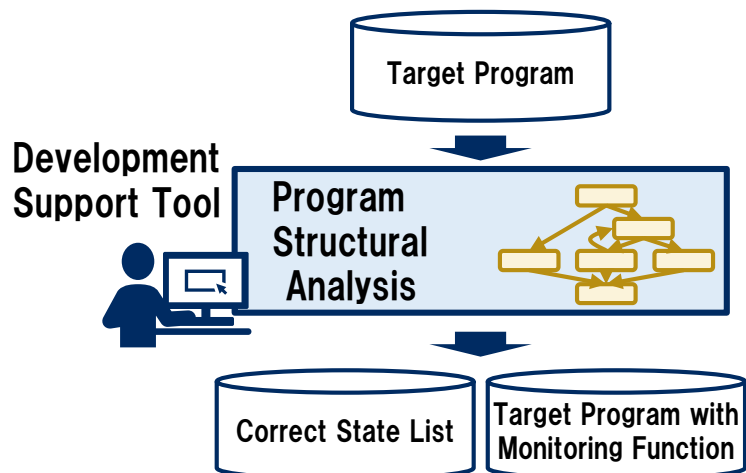 Target Program
Development
Support Tool
Program
Structural
Analysis
Correct State List
Target Program with
Monitoring Function